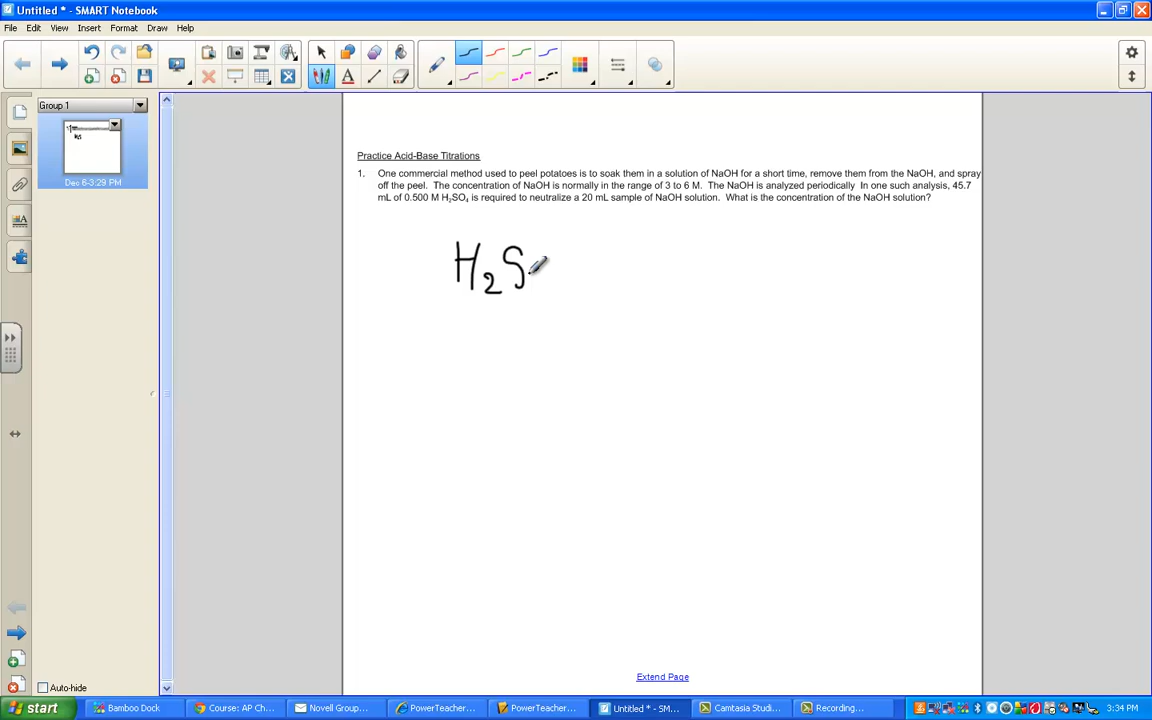 Untitled * - SMART Notebook
File Edit View Insert Format Draw Help
Group 1
Dec 6-3:29 PM
Practice Acid-Base Titrations
1. One commercial method used to peel potatoes is to soak them in a solution of NaOH for a short time, remove them from the NaOH, and spray
off the peel. The concentration of NaOH is normally in the range of 3 to 6 M. The NaOH is analyzed periodically In one such analysis, 45.7
mL of 0.500 M H₂SO₄ is required to neutralize a 20 mL sample of NaOH solution. What is the concentration of the NaOH solution?
H₂S
Extend Page
Auto-hide
start Bamboo Dock Course: AP Ch... Novell Group... PowerTeacher... PowerTeacher... Untitled * - SM... Camtasia Studi... Recording... 3:34 PM